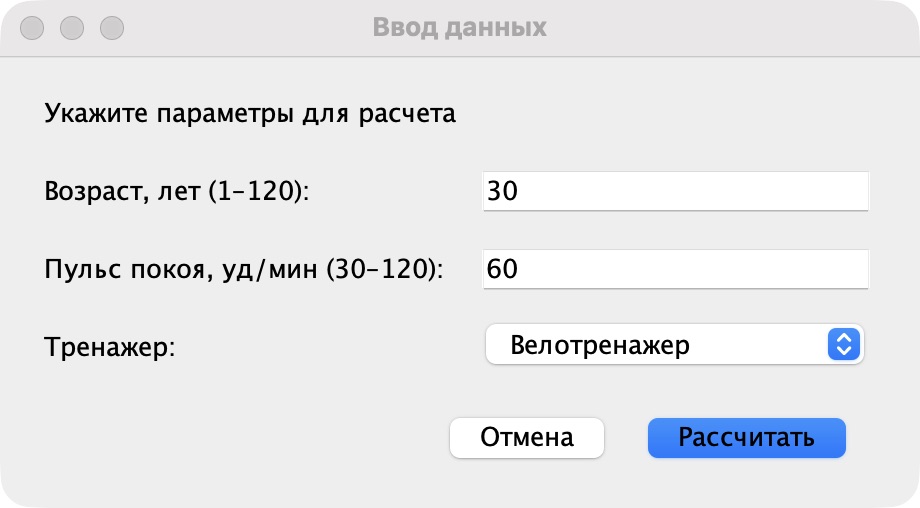 Ввод данных
Укажите параметры для расчета
Возраст, лет (1-120): 30
Пульс покоя, уд/мин (30-120): 60
Тренажер: Велотренажер
Отмена Рассчитать